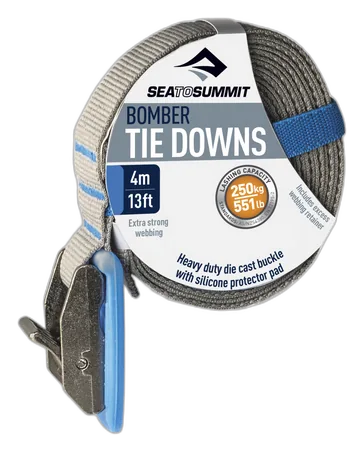 SEATOSUMMIT
BOMBER
TIE DOWNS
4m
13ft
Extra strong
webbing
LASHING CAPACITY
250kg
551lb
Includes excess
webbing retainer
Heavy duty die cast buckle
with silicone protector pad